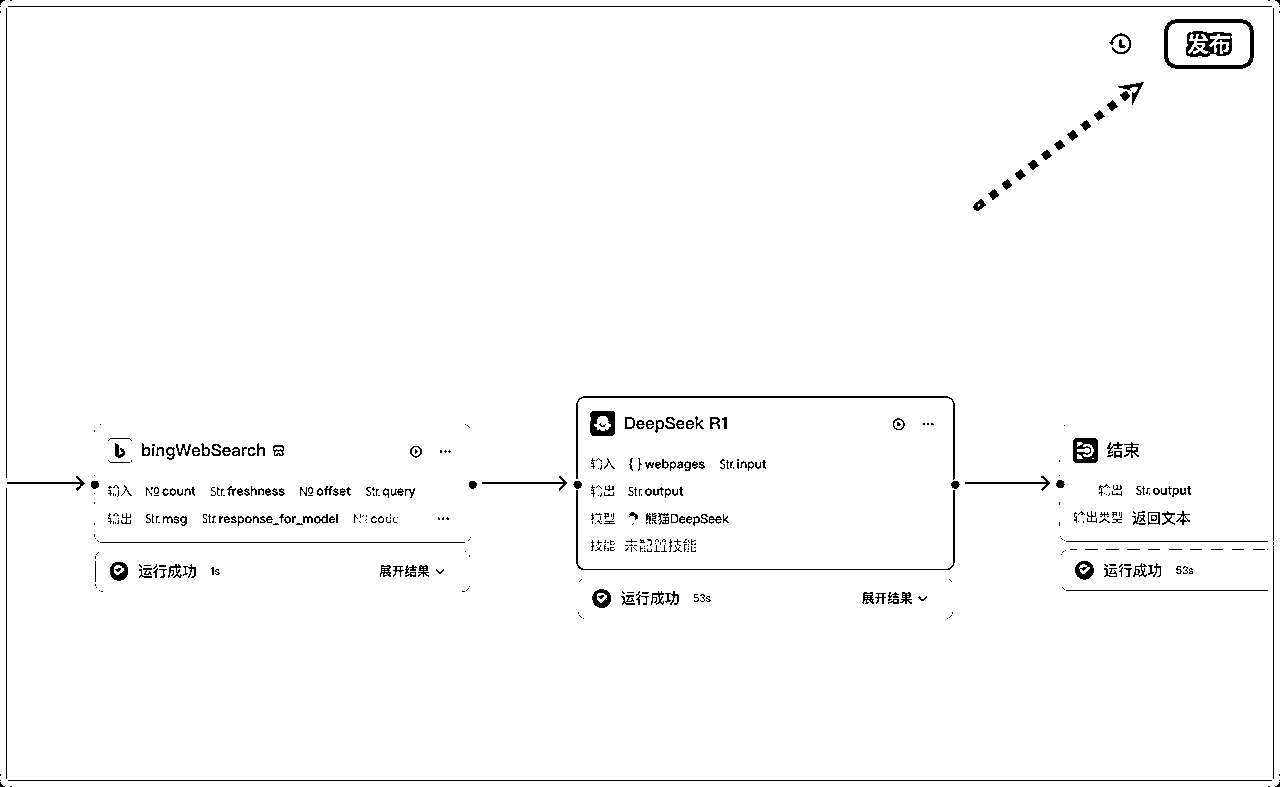 发布
bingWebSearch
输入 № count Str. freshness № offset Str. query
输出 Str. msg Str. response_for_model № code ...
运行成功 1s 展开结果
DeepSeek R1
输入 { } webpages Str. input
输出 Str. output
模型 熊猫DeepSeek
技能 未配置技能
运行成功 53s 展开结果
结束
输出 Str. output
输出类型 返回文本
运行成功 53s